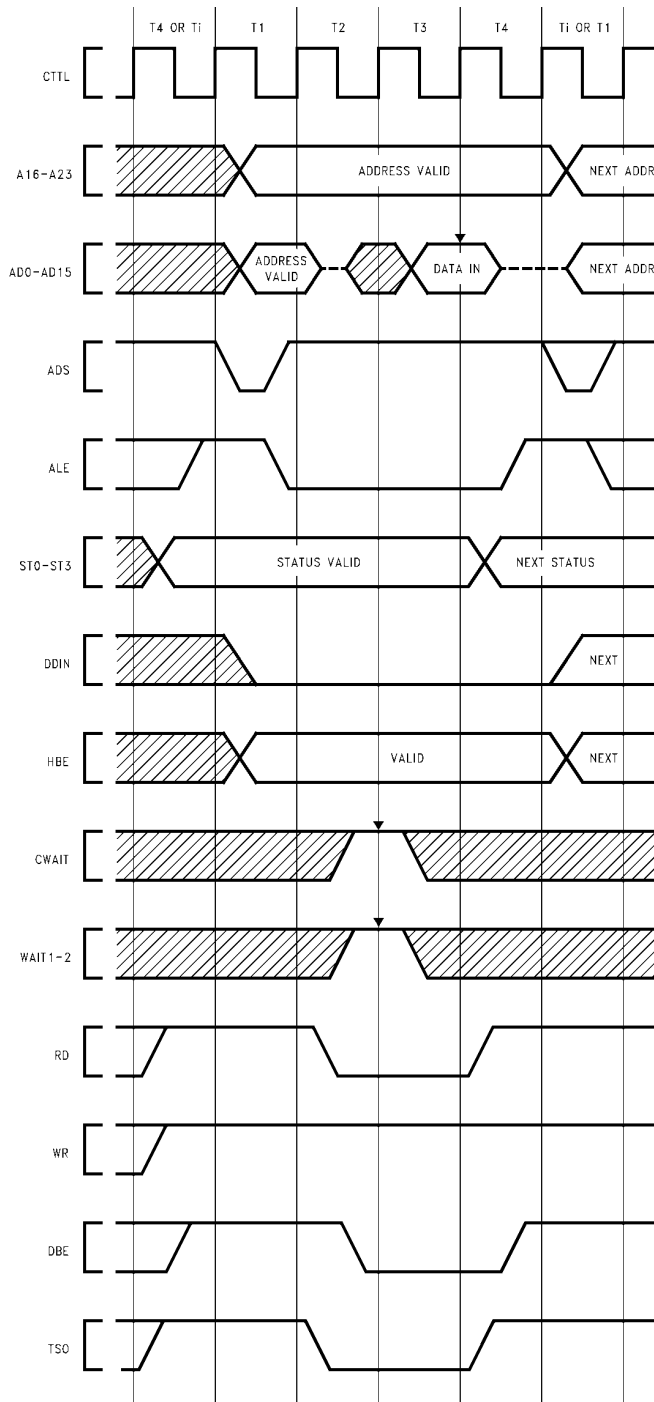 T4 OR Ti T1 T2 T3 T4 Ti OR T1
CTTL
A16-A23 ADDRESS VALID NEXT ADDR
AD0-AD15 ADDRESS VALID DATA IN NEXT ADDR
ADS
ALE
ST0-ST3 STATUS VALID NEXT STATUS
DDIN NEXT
HBE VALID NEXT
CWAIT
WAIT1-2
RD
WR
DBE
TSO